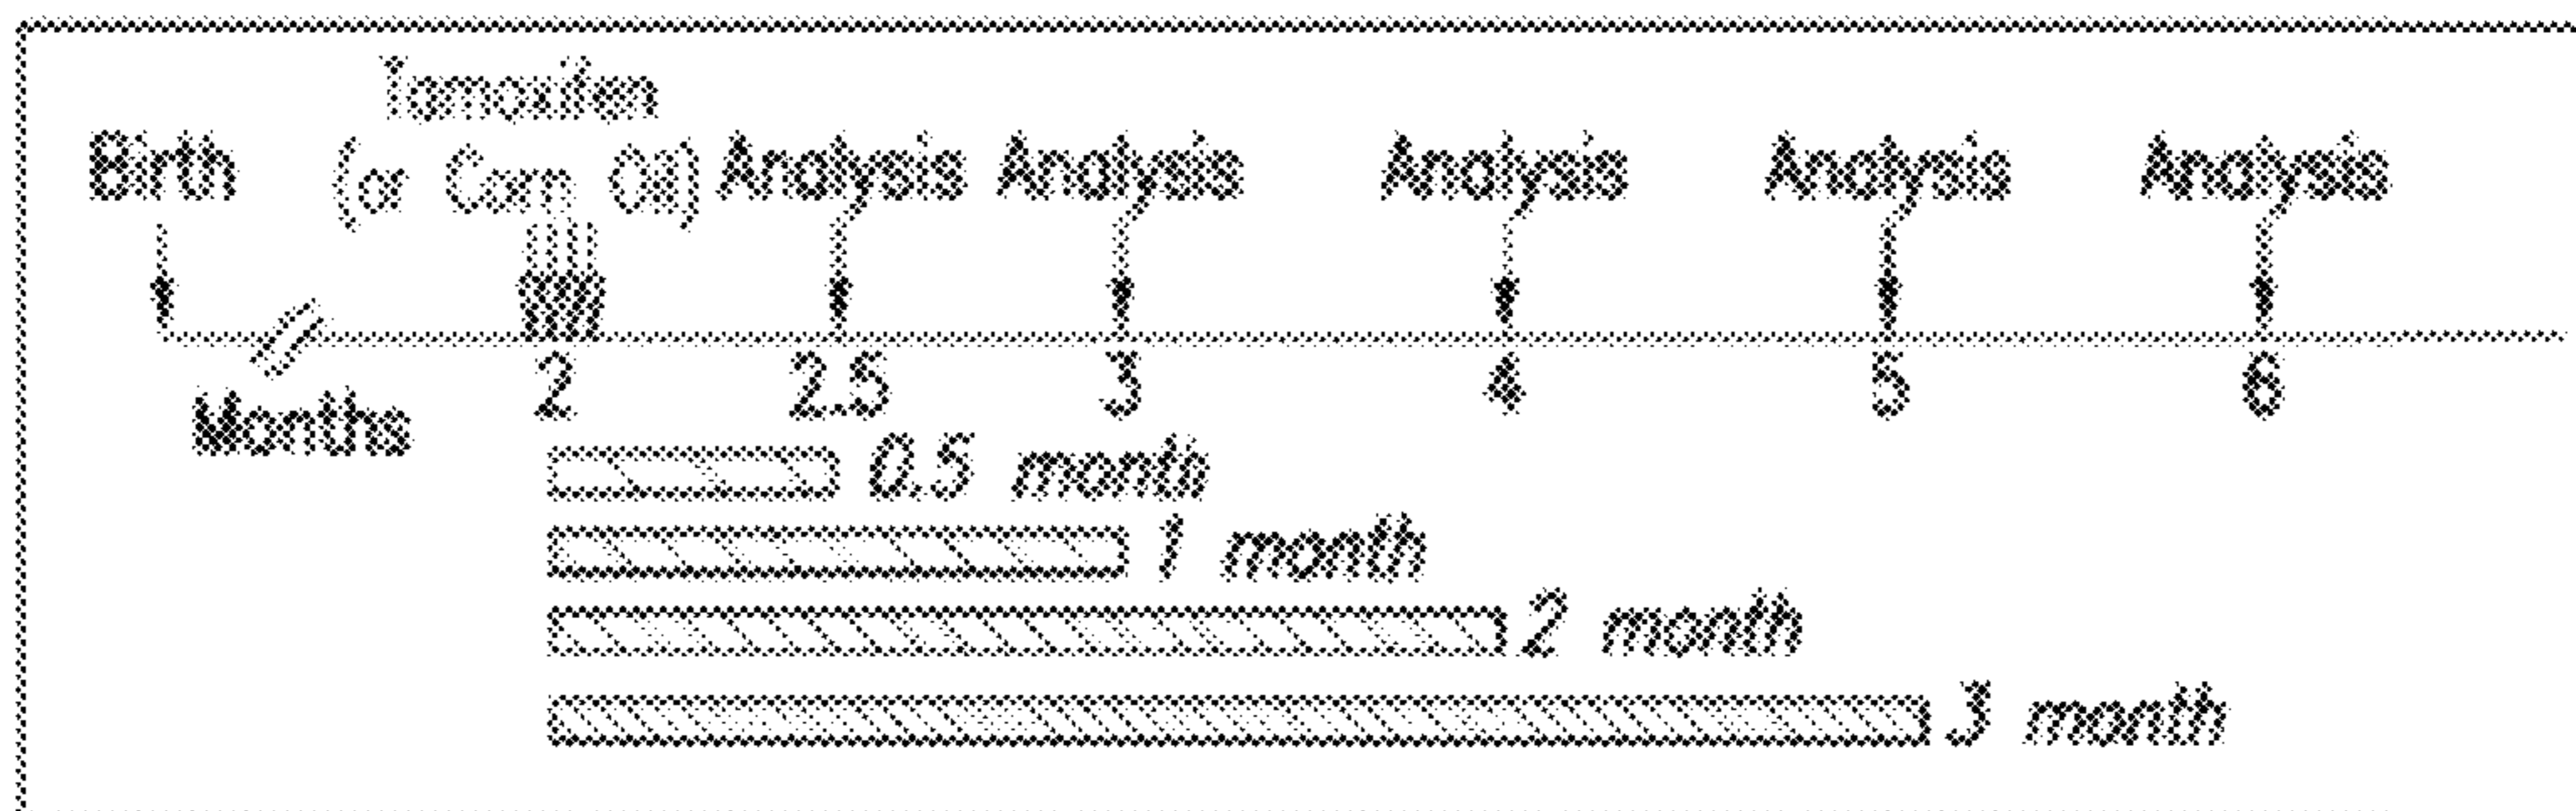 Tamoxifen
Birth (or Corn Oil) Analysis Analysis Analysis Analysis Analysis
2 2.5 3 4 5 6
Months
0.5 month
1 month
2 month
3 month